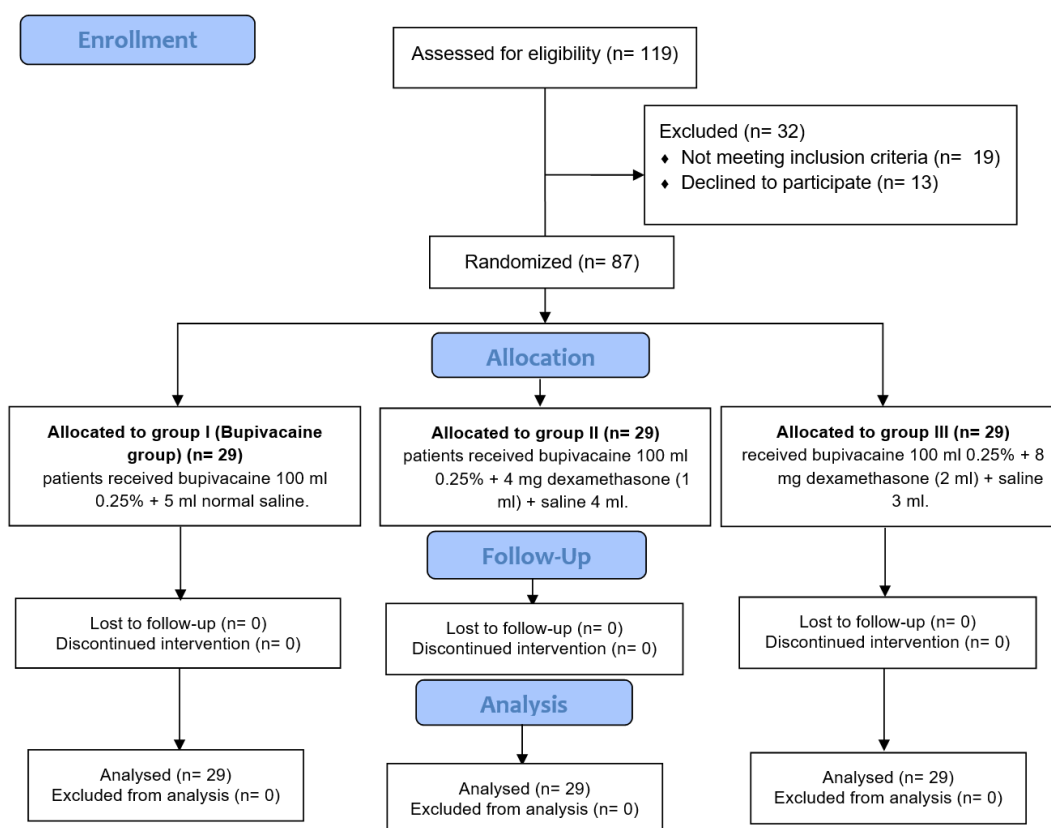 Enrollment
Assessed for eligibility (n= 119)
Excluded (n= 32)
♦ Not meeting inclusion criteria (n= 19)
♦ Declined to participate (n= 13)
Randomized (n= 87)
Allocation
Allocated to group I (Bupivacaine
group) (n= 29)
patients received bupivacaine 100 ml
0.25% + 5 ml normal saline.
Allocated to group II (n= 29)
patients received bupivacaine 100 ml
0.25% + 4 mg dexamethasone (1
ml) + saline 4 ml.
Allocated to group III (n= 29)
received bupivacaine 100 ml 0.25% + 8
mg dexamethasone (2 ml) + saline
3 ml.
Follow-Up
Lost to follow-up (n= 0)
Discontinued intervention (n= 0)
Lost to follow-up (n= 0)
Discontinued intervention (n= 0)
Lost to follow-up (n= 0)
Discontinued intervention (n= 0)
Analysis
Analysed (n= 29)
Excluded from analysis (n= 0)
Analysed (n= 29)
Excluded from analysis (n= 0)
Analysed (n= 29)
Excluded from analysis (n= 0)